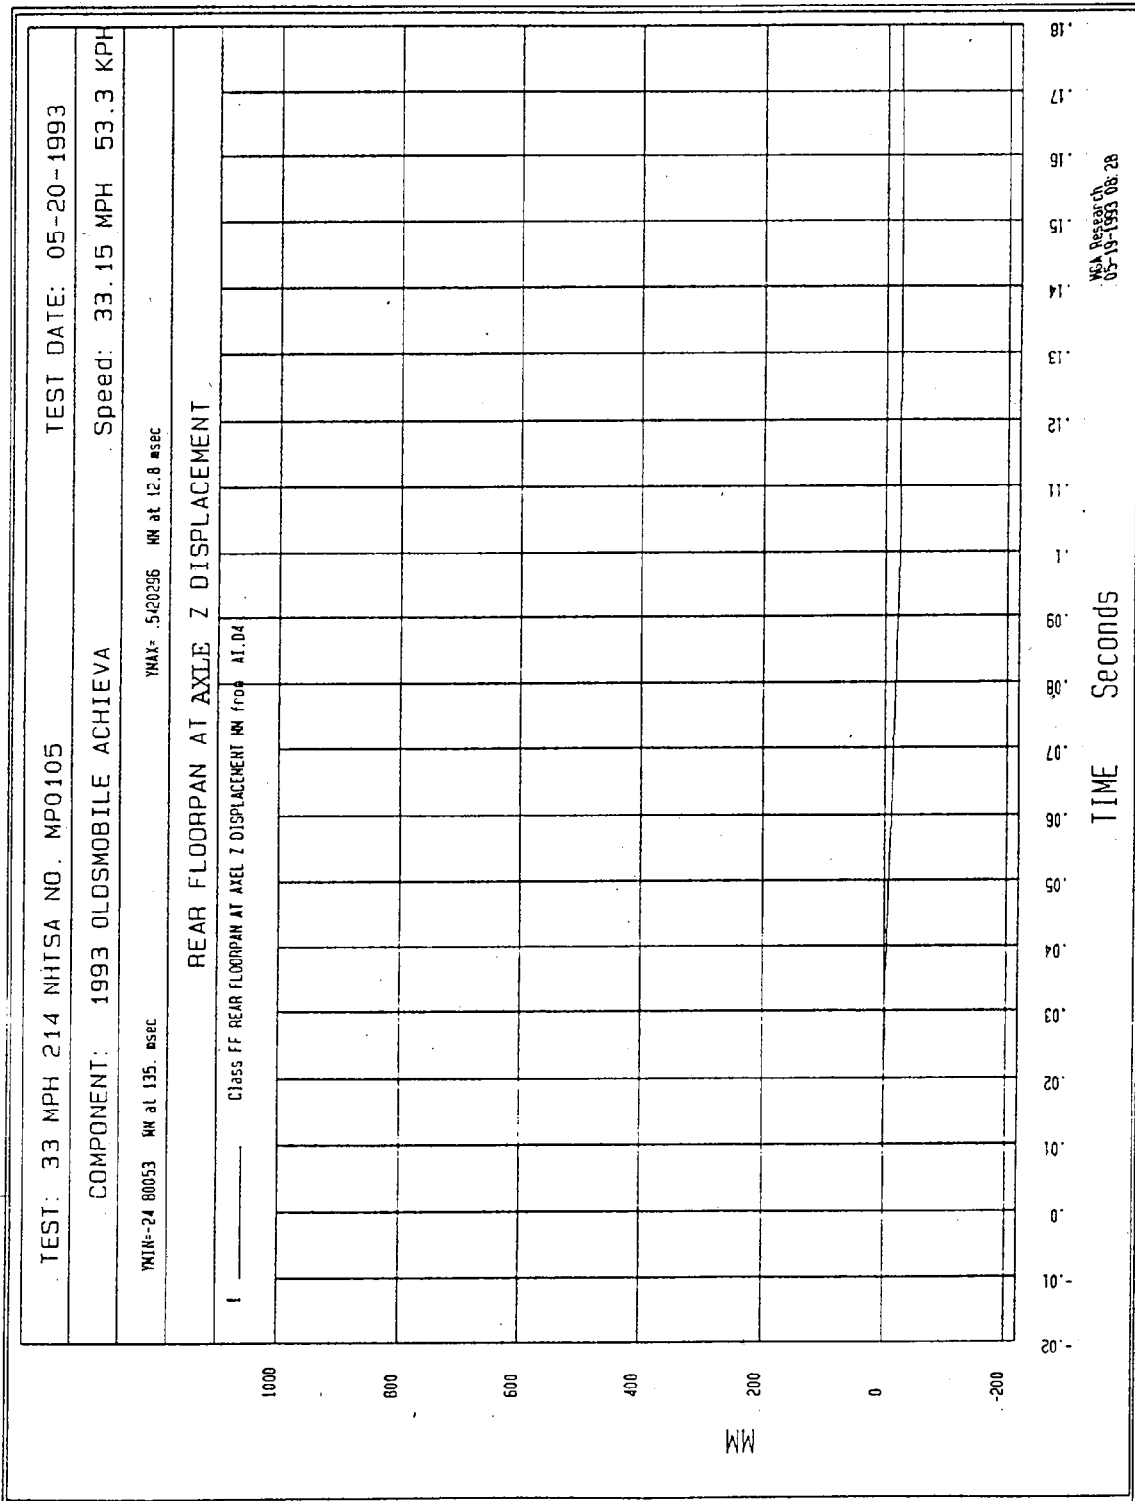 TEST: 33 MPH 214 NHTSA NO. MP0105 TEST DATE: 05-20-1993
COMPONENT: 1993 OLDSMOBILE ACHIEVA Speed: 33.15 MPH 53.3 KPH
YMIN=-24 80053 MM at 135. msec YMAX= .5420296 MM at 12.8 msec
REAR FLOORPAN AT AXLE Z DISPLACEMENT
1 Class FF REAR FLOORPAN AT AXEL Z DISPLACEMENT MM from AI.D4
1000
800
600
400
200
0
-200
MM
-.02 -.01 0. .01 .02 .03 .04 .05 .06 .07 .08 .09 .1 .11 .12 .13 .14 .15 .16 .17 .18
TIME Seconds
MGA Research
05-19-1993 08:28